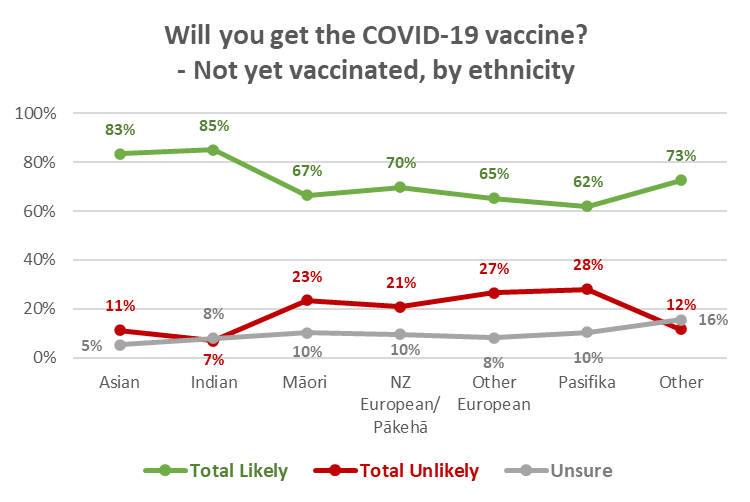 Will you get the COVID-19 vaccine?
- Not yet vaccinated, by ethnicity
100%
80%
60%
40%
20%
0%
83%
85%
67%
70%
65%
62%
73%
11%
7%
23%
21%
27%
28%
12%
5%
8%
10%
10%
8%
10%
16%
Asian
Indian
Māori
NZ
European/
Pākehā
Other
European
Pasifika
Other
Total Likely
Total Unlikely
Unsure